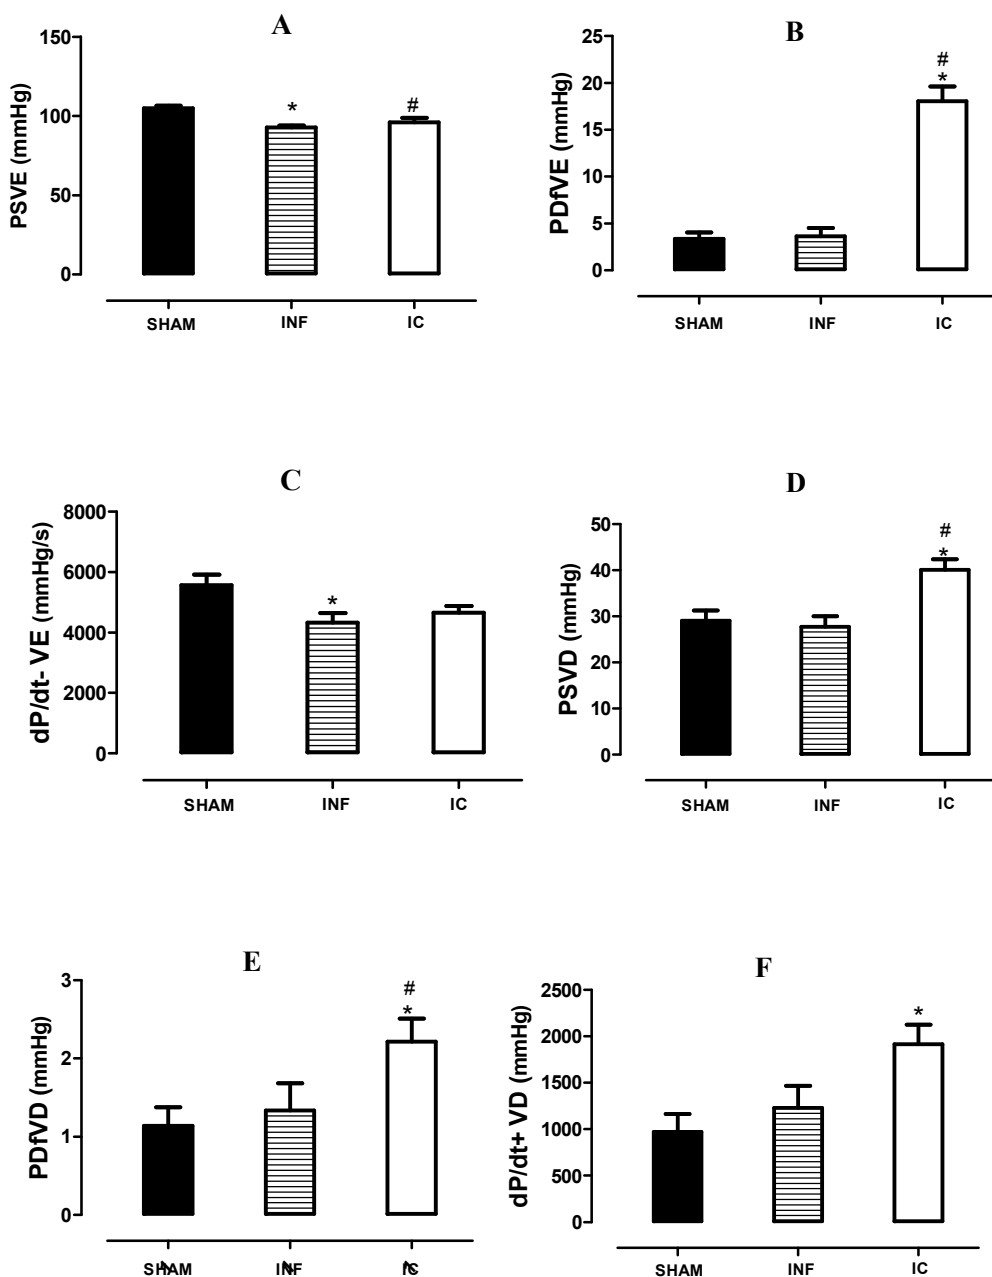 A
PSVE (mmHg)
150
100
50
0
*
#
SHAM INF IC
B
PDfVE (mmHg)
25
20
15
10
5
0
#
*
SHAM INF IC
C
dP/dt- VE (mmHg/s)
8000
6000
4000
2000
0
*
SHAM INF IC
D
PSVD (mmHg)
50
40
30
20
10
0
#
*
SHAM INF IC
E
PDfVD (mmHg)
3
2
1
0
#
*
SHAM INF IC
F
dP/dt+ VD (mmHg)
2500
2000
1500
1000
500
0
*
SHAM INF IC